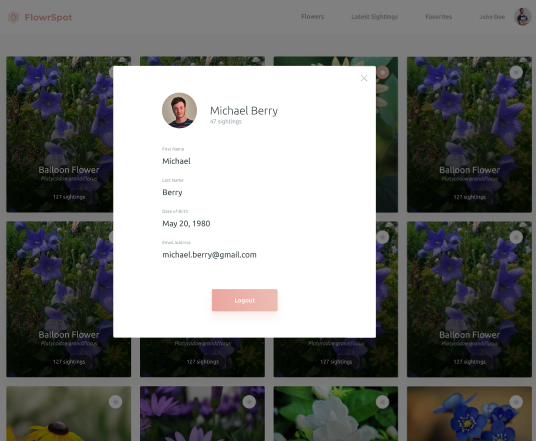 FlowrSpot
Flowers
Latest Sightings
Favorites
John Doe
Michael Berry
47 sightings
First Name
Michael
Last Name
Berry
Date of Birth
May 20, 1980
Email Address
michael.berry@gmail.com
Logout
Balloon Flower
Platycodon grandiflorus
127 sightings
Balloon Flower
Platycodon grandiflorus
127 sightings
Balloon Flower
Platycodon grandiflorus
127 sightings
Platycodon grandiflorus
127 sightings
Platycodon grandiflorus
127 sightings
Balloon Flower
Platycodon grandiflorus
127 sightings